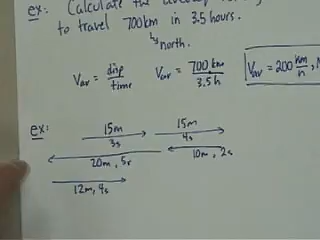 ex: Calculate the
to travel 700km in 3.5 hours.
north.
Vav = disp/time Vav = 700 km/3.5 h Vav = 200 km/h,
ex:
15m 15m
3s 4s
20m, 5s 10m, 2s
12m, 4s